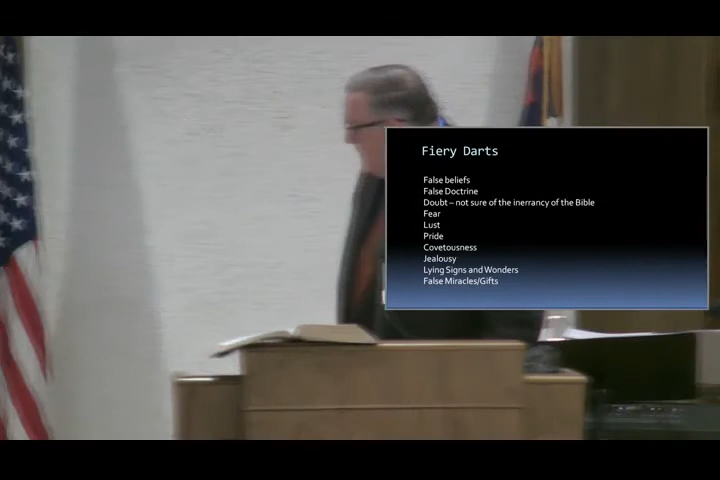 Fiery Darts
False beliefs
False Doctrine
Doubt – not sure of the inerrancy of the Bible
Fear
Lust
Pride
Covetousness
Jealousy
Lying Signs and Wonders
False Miracles/Gifts